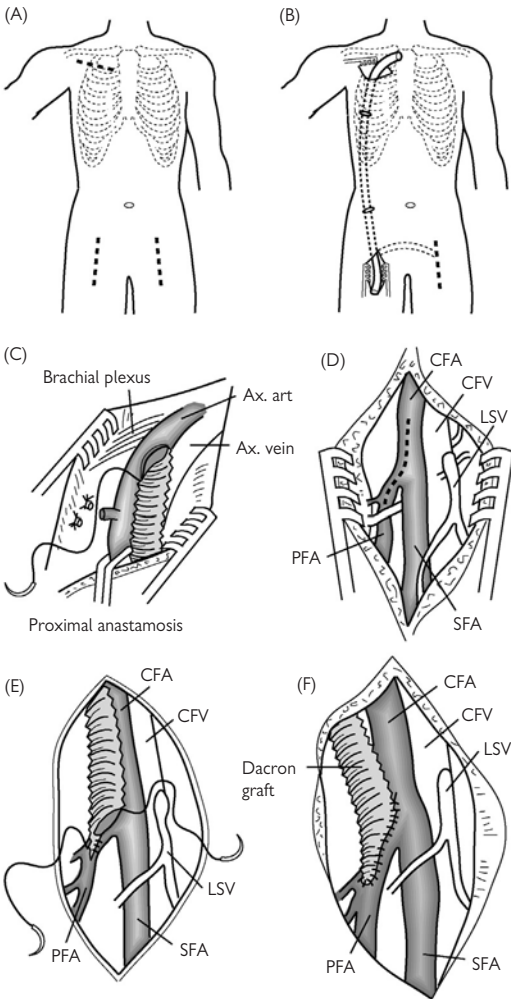 (A)
(B)
(C)
Brachial plexus
Ax. art
Ax. vein
Proximal anastamosis
(D)
CFA
CFV
LSV
PFA
SFA
(E)
CFA
CFV
LSV
PFA
SFA
(F)
CFA
CFV
LSV
Dacron
graft
PFA
SFA